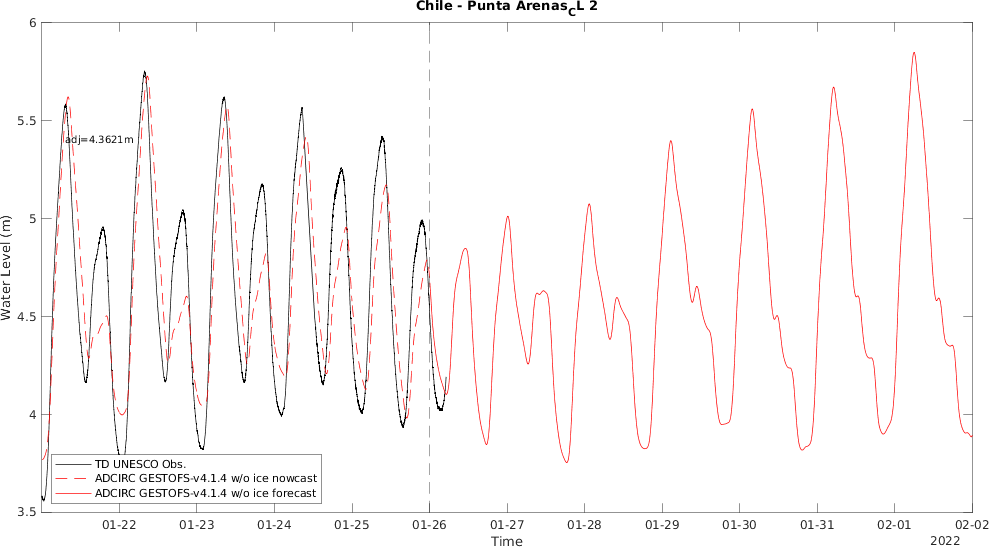 Chile - Punta Arenas_CL 2
6
5.5
5
4.5
4
3.5
Water Level (m)
adj=4.3621m
TD UNESCO Obs.
ADCIRC GESTOFS-v4.1.4 w/o ice nowcast
ADCIRC GESTOFS-v4.1.4 w/o ice forecast
01-22 01-23 01-24 01-25 01-26 01-27 01-28 01-29 01-30 01-31 02-01 02-02
Time
2022